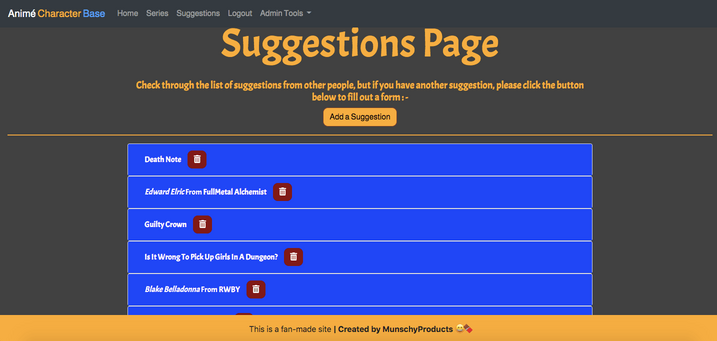 Animé Character Base Home Series Suggestions Logout Admin Tools
Suggestions Page
Check through the list of suggestions from other people, but if you have another suggestion, please click the button
below to fill out a form : -
Add a Suggestion
Death Note
Edward Elric From FullMetal Alchemist
Guilty Crown
Is It Wrong To Pick Up Girls In A Dungeon?
Blake Belladonna From RWBY
This is a fan-made site | Created by MunschyProducts 😄🍫